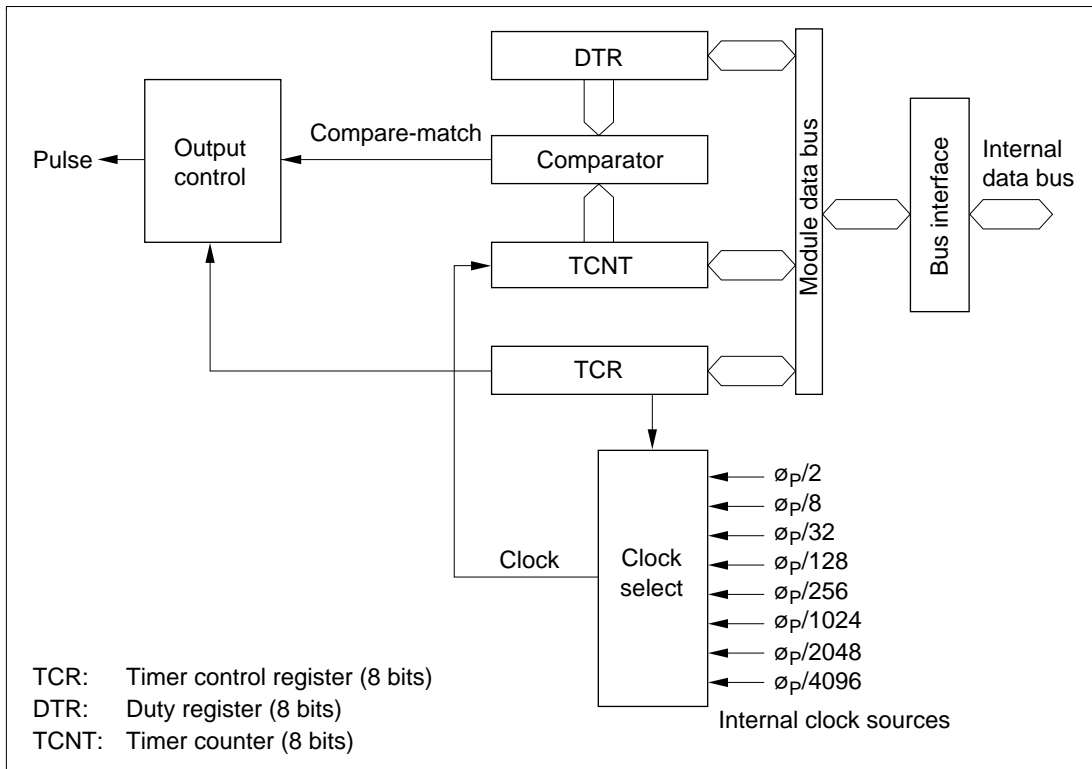 DTR
Compare-match
Pulse
Output
control
Comparator
Module data bus
Bus interface
Internal
data bus
TCNT
TCR
øP/2
øP/8
øP/32
Clock
Clock
select
øP/128
øP/256
øP/1024
øP/2048
øP/4096
Internal clock sources
TCR: Timer control register (8 bits)
DTR: Duty register (8 bits)
TCNT: Timer counter (8 bits)